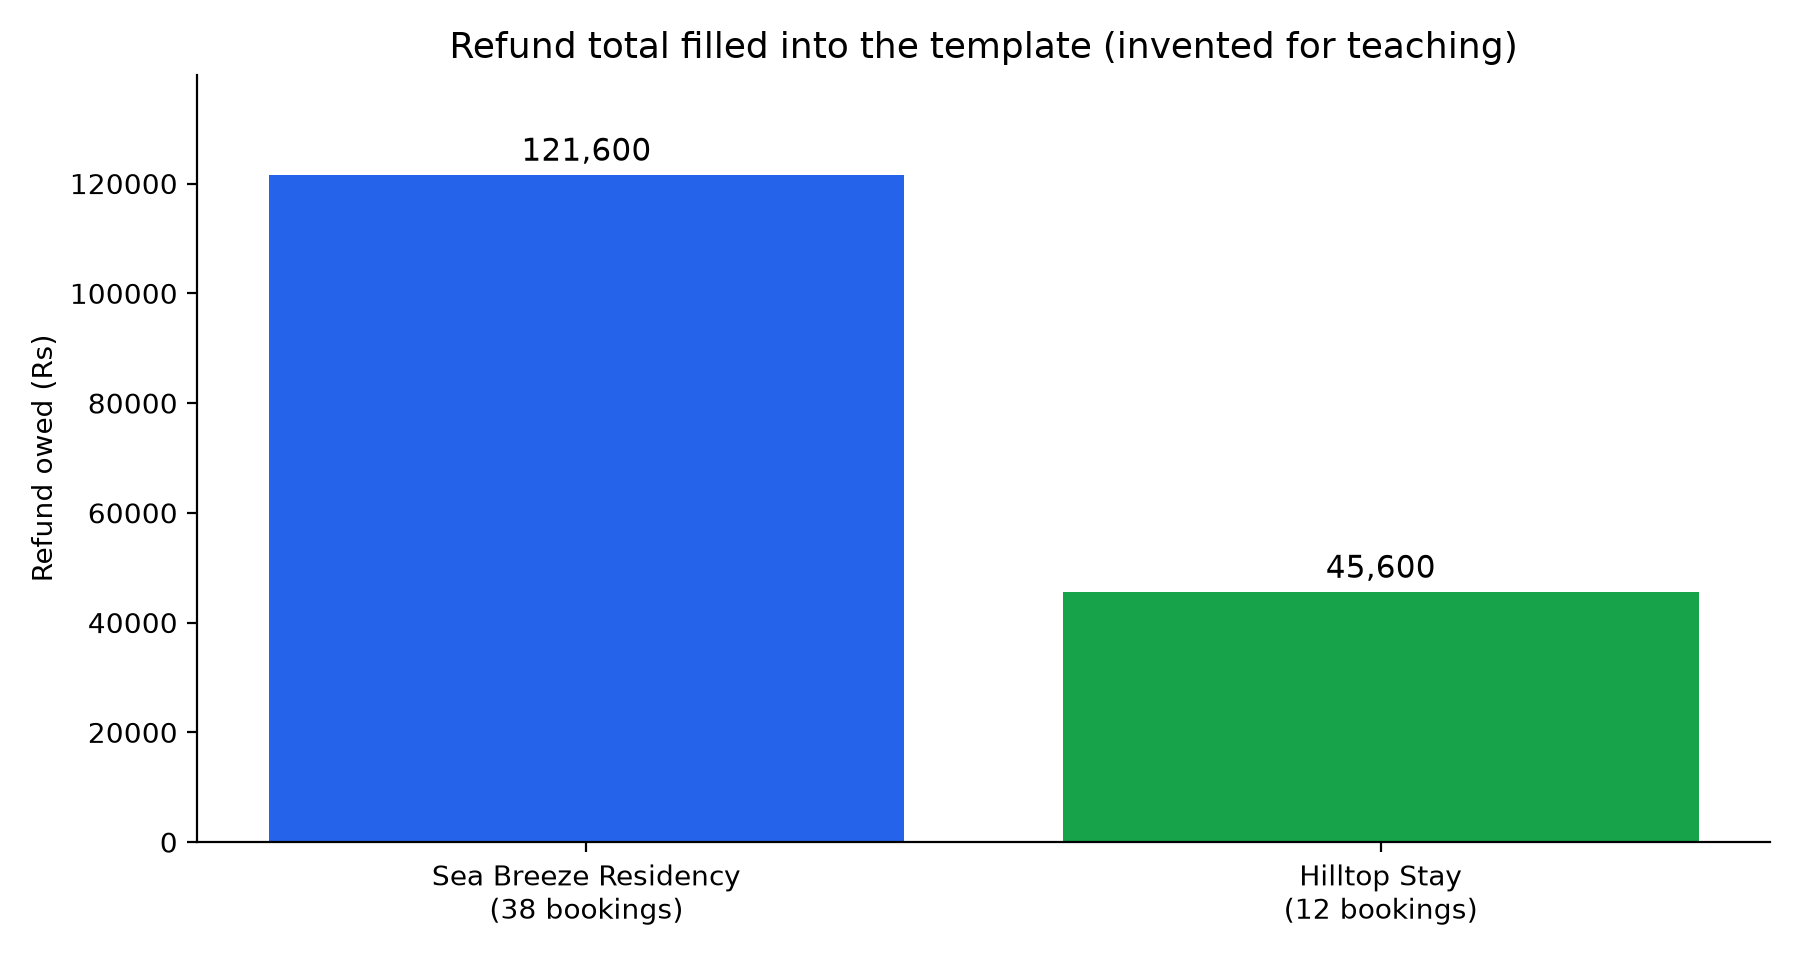 Refund total filled into the template (invented for teaching)
Refund owed (Rs)
120000
100000
80000
60000
40000
20000
0
121,600
45,600
Sea Breeze Residency
(38 bookings)
Hilltop Stay
(12 bookings)